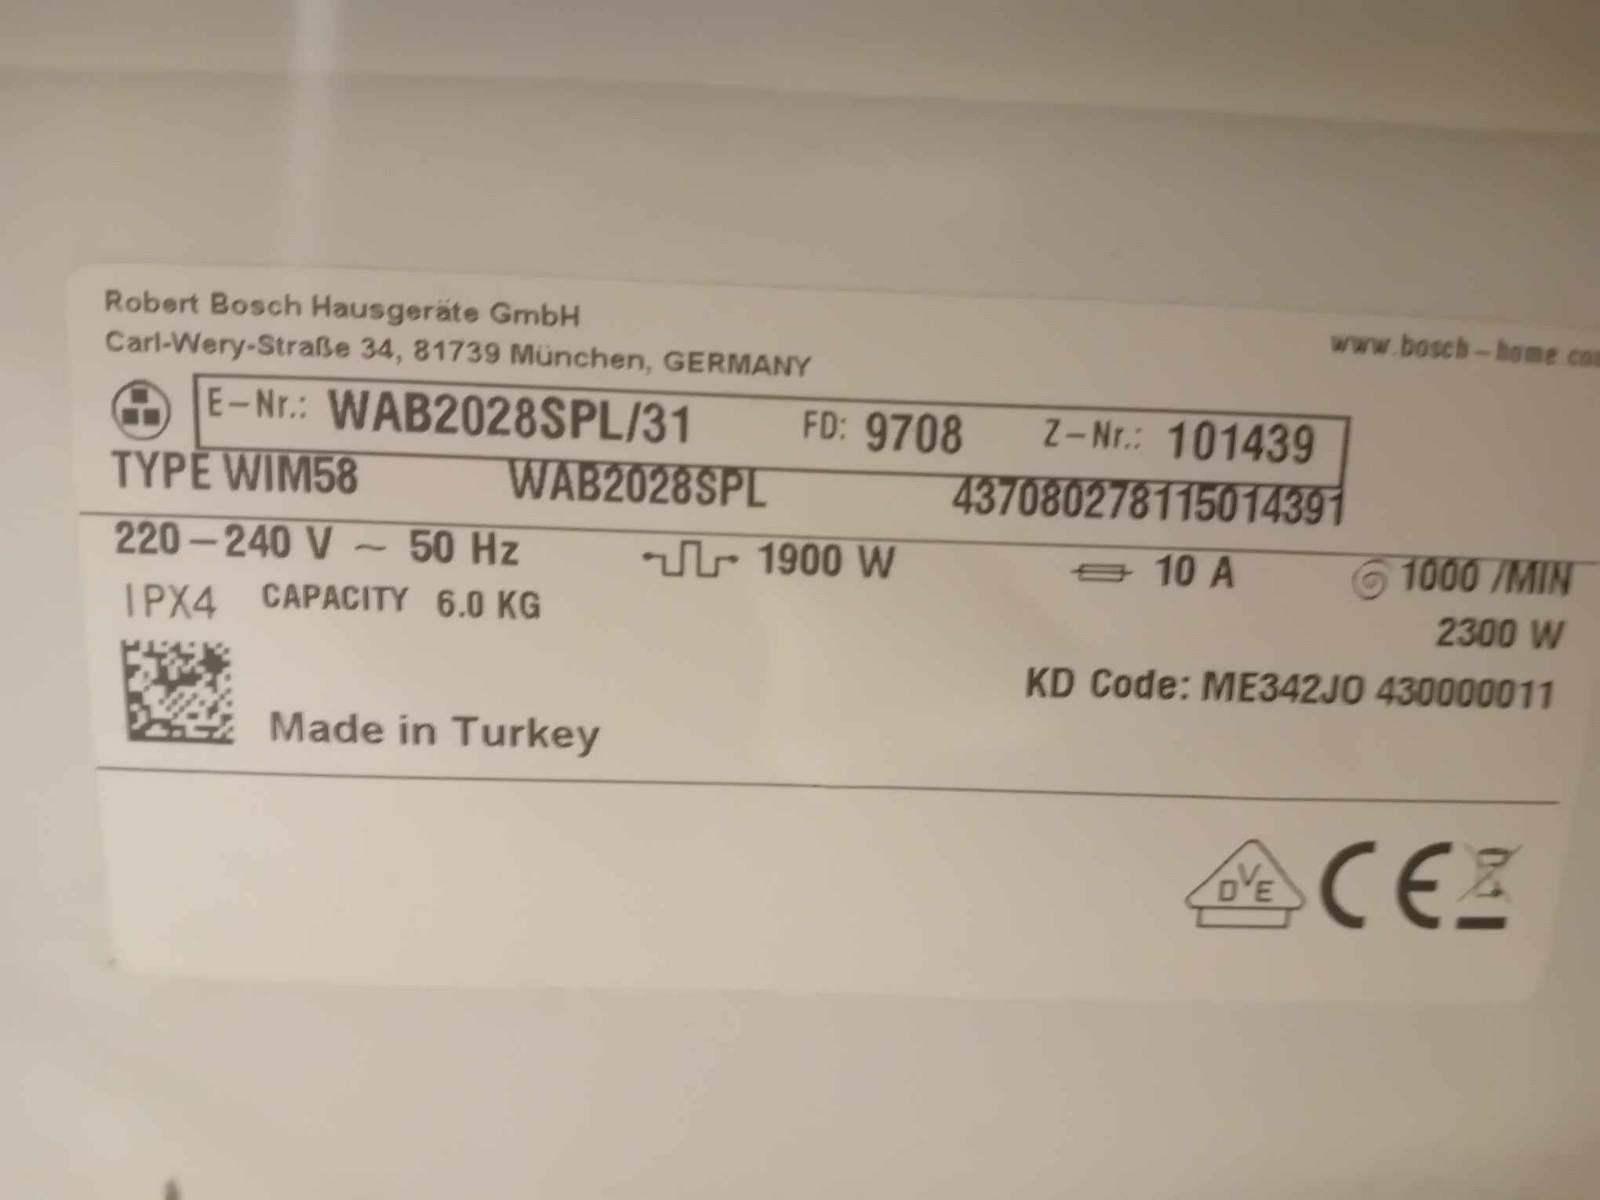 Robert Bosch Hausgeräte GmbH
Carl-Wery-Straße 34, 81739 München, GERMANY
www.bosch-home.co
E-Nr.: WAB2028SPL/31 FD: 9708 Z-Nr.: 101439
TYPE WIM58 WAB2028SPL 437080278115014391
220-240 V ~ 50 Hz 1900 W 10 A 1000 /MIN
IPX4 CAPACITY 6.0 KG 2300 W
KD Code: ME342JO 430000011
Made in Turkey
DVE CE